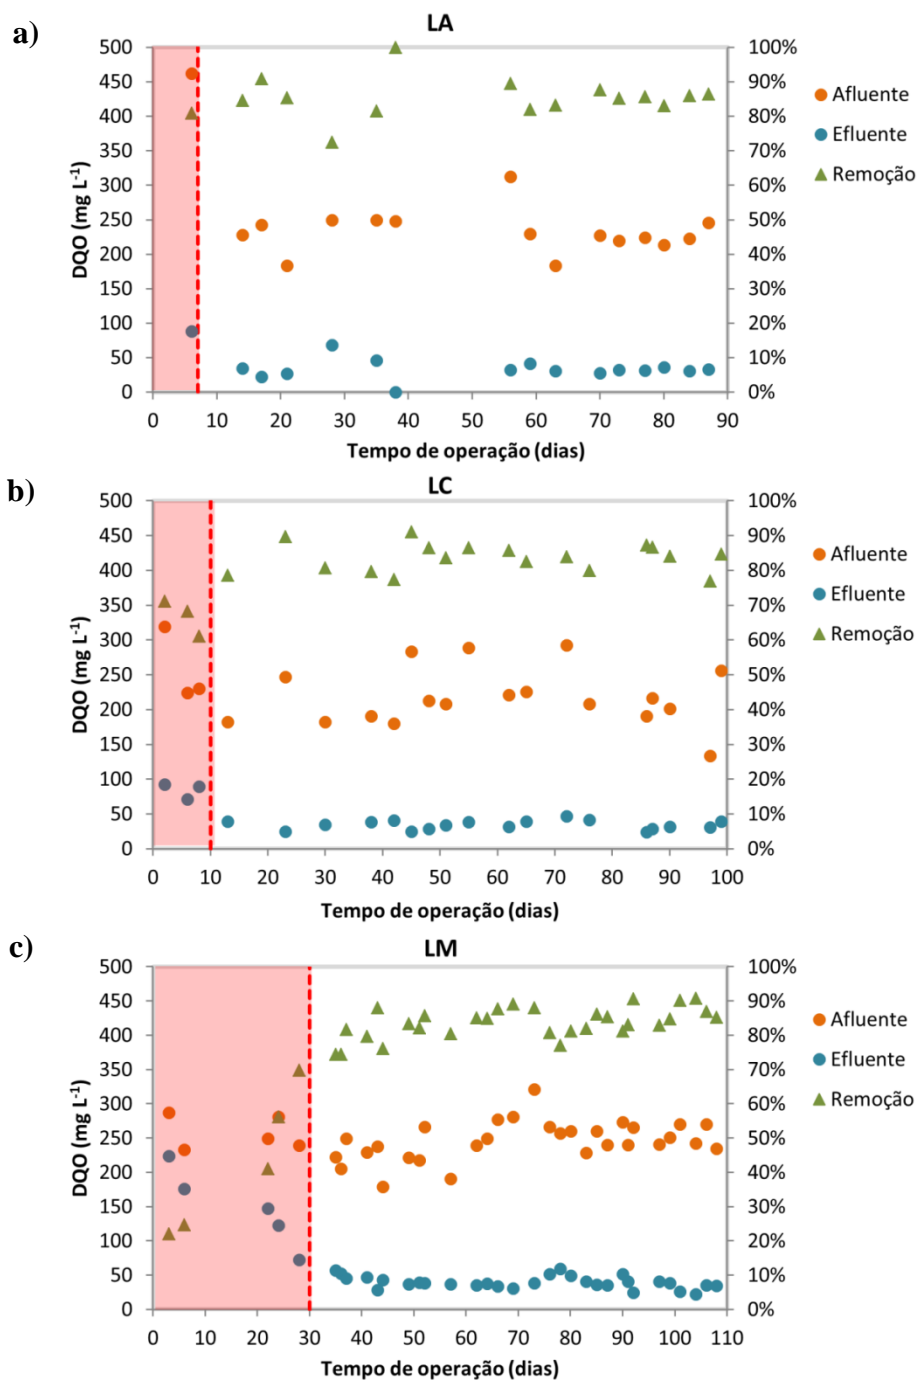 a)
LA
500
450
400
350
300
250
200
150
100
50
0
DQO (mg L⁻¹)
100%
90%
80%
70%
60%
50%
40%
30%
20%
10%
0%
0 10 20 30 40 50 60 70 80 90
Tempo de operação (dias)
Afluente
Efluente
Remoção
b)
LC
500
450
400
350
300
250
200
150
100
50
0
DQO (mg L⁻¹)
100%
90%
80%
70%
60%
50%
40%
30%
20%
10%
0%
0 10 20 30 40 50 60 70 80 90 100
Tempo de operação (dias)
Afluente
Efluente
Remoção
c)
LM
500
450
400
350
300
250
200
150
100
50
0
DQO (mg L⁻¹)
100%
90%
80%
70%
60%
50%
40%
30%
20%
10%
0%
0 10 20 30 40 50 60 70 80 90 100 110
Tempo de operação (dias)
Afluente
Efluente
Remoção